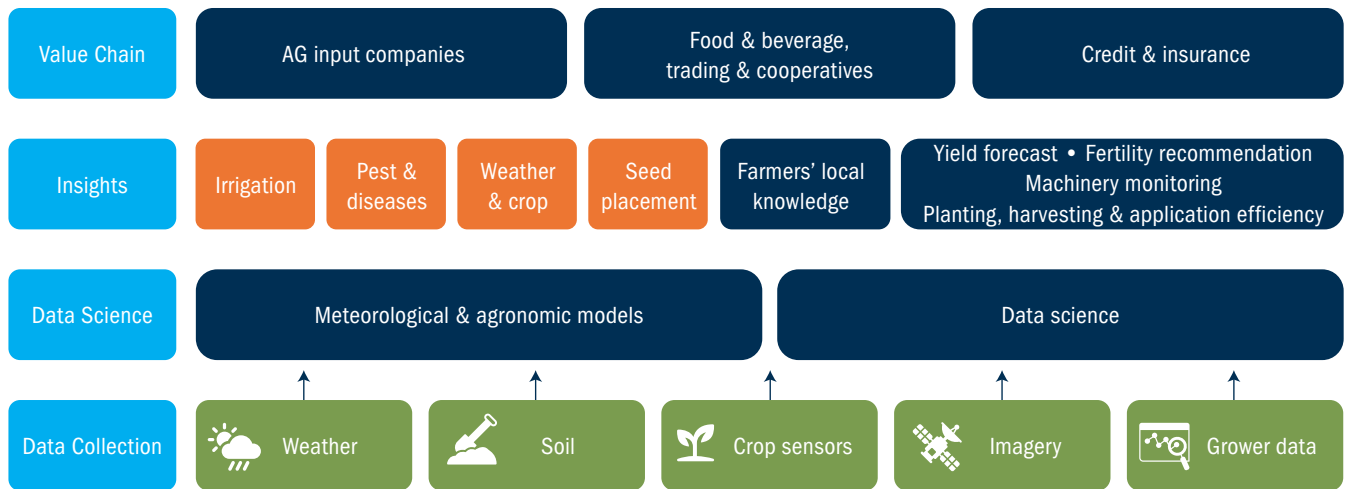 Value Chain
AG input companies
Food & beverage,
trading & cooperatives
Credit & insurance
Insights
Irrigation
Pest &
diseases
Weather
& crop
Seed
placement
Farmers’ local
knowledge
Yield forecast • Fertility recommendation
Machinery monitoring
Planting, harvesting & application efficiency
Data Science
Meteorological & agronomic models
Data science
Data Collection
Weather
Soil
Crop sensors
Imagery
Grower data